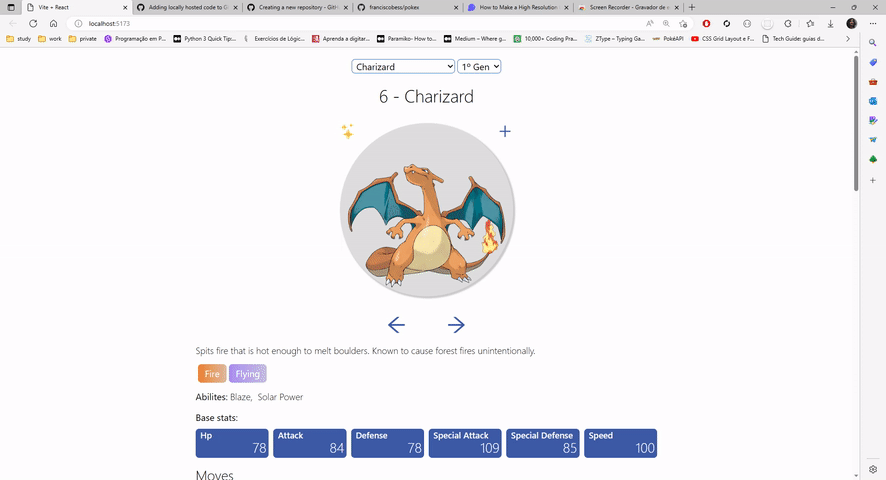 Vite + React
Adding locally hosted code to G
Creating a new repository - GitH
franciscobess/pokex
How to Make a High Resolution
Screen Recorder - Gravador de v
localhost:5173
study
work
private
Programação em P...
Python 3 Quick Tip:...
Exercícios de Lógic...
Aprenda a digitar:...
Paramiko- How to...
Medium – Where g...
10,000+ Coding Pra...
ZType – Typing Ga...
PokéAPI
CSS Grid Layout e F...
Tech Guide: guias d...
Charizard
1º Gen
6 - Charizard
Spits fire that is hot enough to melt boulders. Known to cause forest fires unintentionally.
Fire
Flying
Abilites: Blaze, Solar Power
Base stats:
Hp
Attack
Defense
Special Attack
Special Defense
Speed
78
84
78
109
85
100
Moves